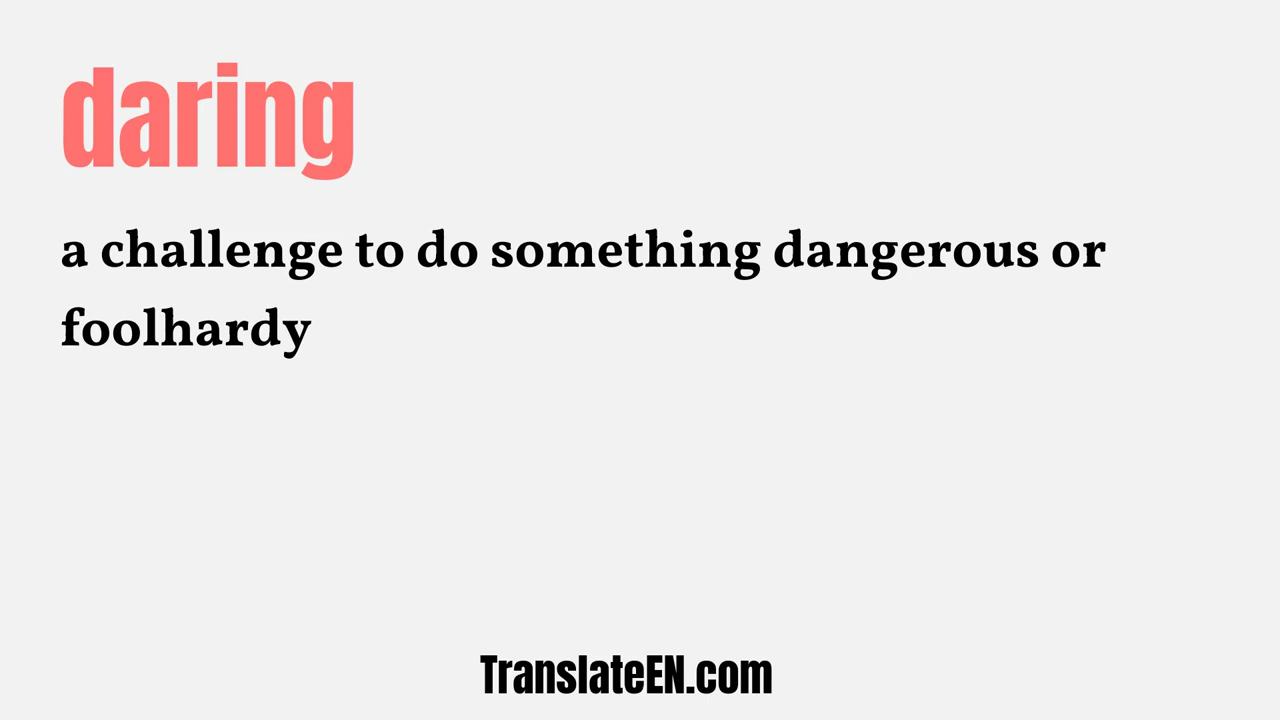 daring
a challenge to do something dangerous or
foolhardy
TranslateEN.com